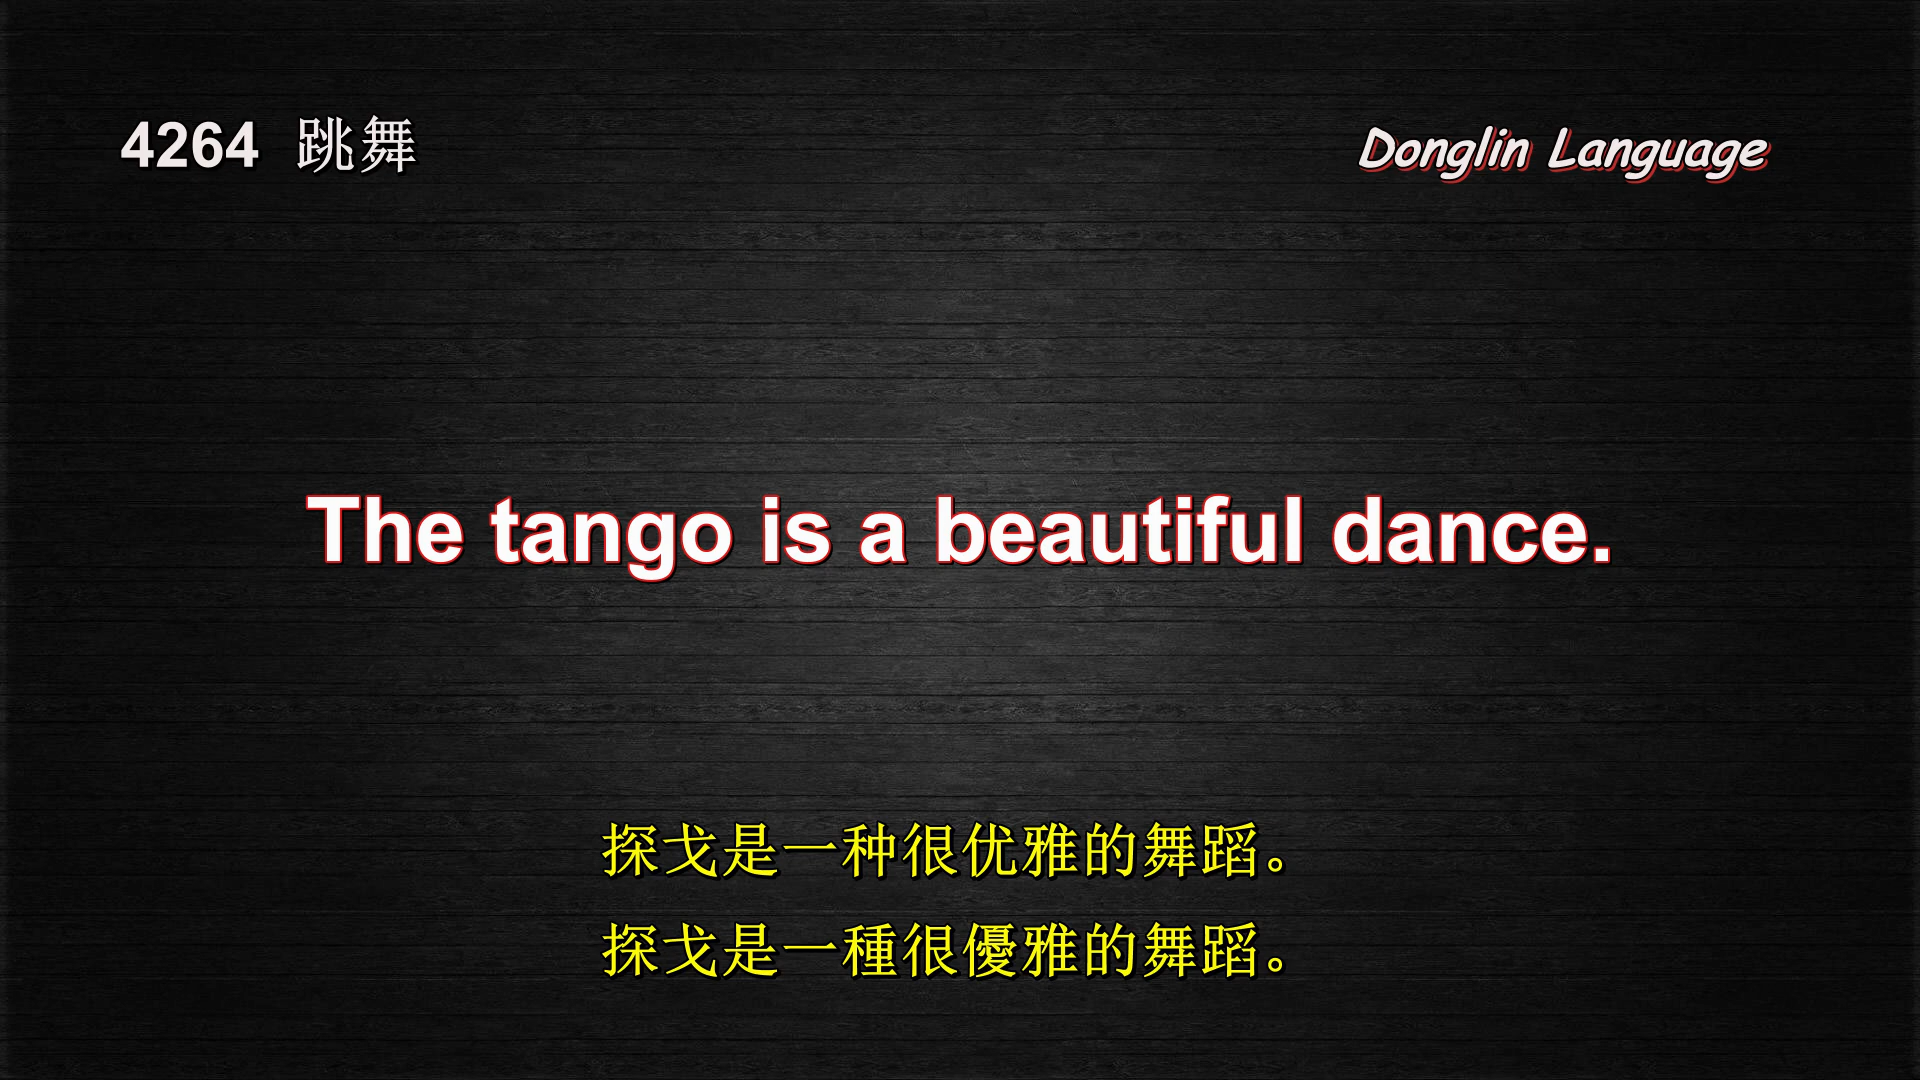 4264 跳舞
Donglin Language
The tango is a beautiful dance.
探戈是一种很优雅的舞蹈。
探戈是一種很優雅的舞蹈。